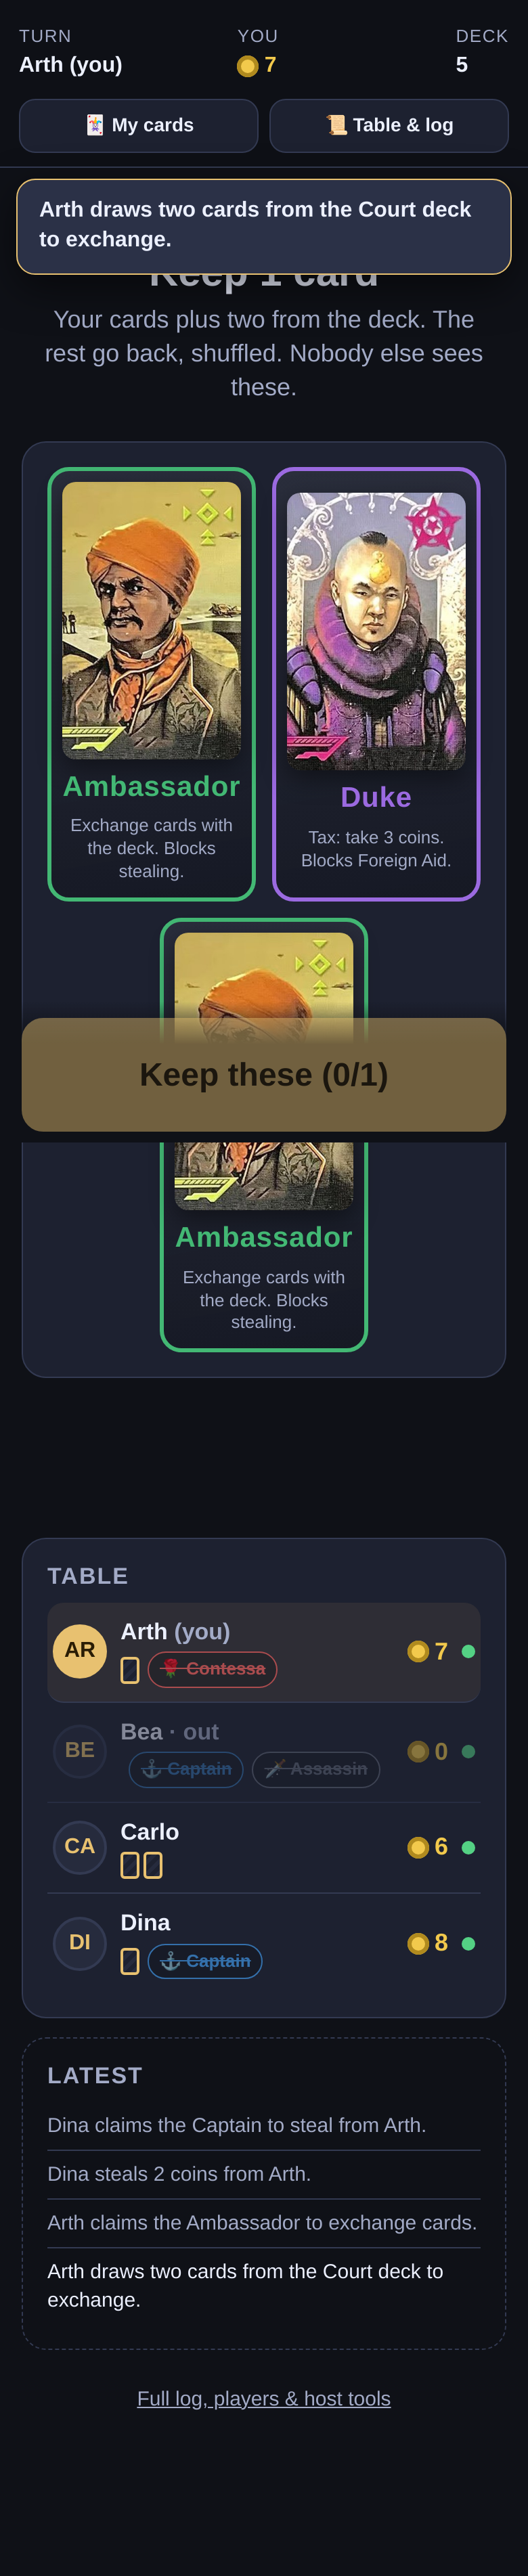 TURN
YOU
DECK
Arth (you)
7
5
🃏 My cards
📜 Table & log
Arth draws two cards from the Court deck
to exchange.
Keep 1 card
Your cards plus two from the deck. The
rest go back, shuffled. Nobody else sees
these.
Ambassador
Exchange cards with
the deck. Blocks
stealing.
Duke
Tax: take 3 coins.
Blocks Foreign Aid.
Keep these (0/1)
Ambassador
Exchange cards with
the deck. Blocks
stealing.
TABLE
AR
Arth (you)
🌹 Contessa
7
BE
Bea · out
⚓ Captain
🗡️ Assassin
0
CA
Carlo
6
DI
Dina
⚓ Captain
8
LATEST
Dina claims the Captain to steal from Arth.
Dina steals 2 coins from Arth.
Arth claims the Ambassador to exchange cards.
Arth draws two cards from the Court deck to
exchange.
Full log, players & host tools